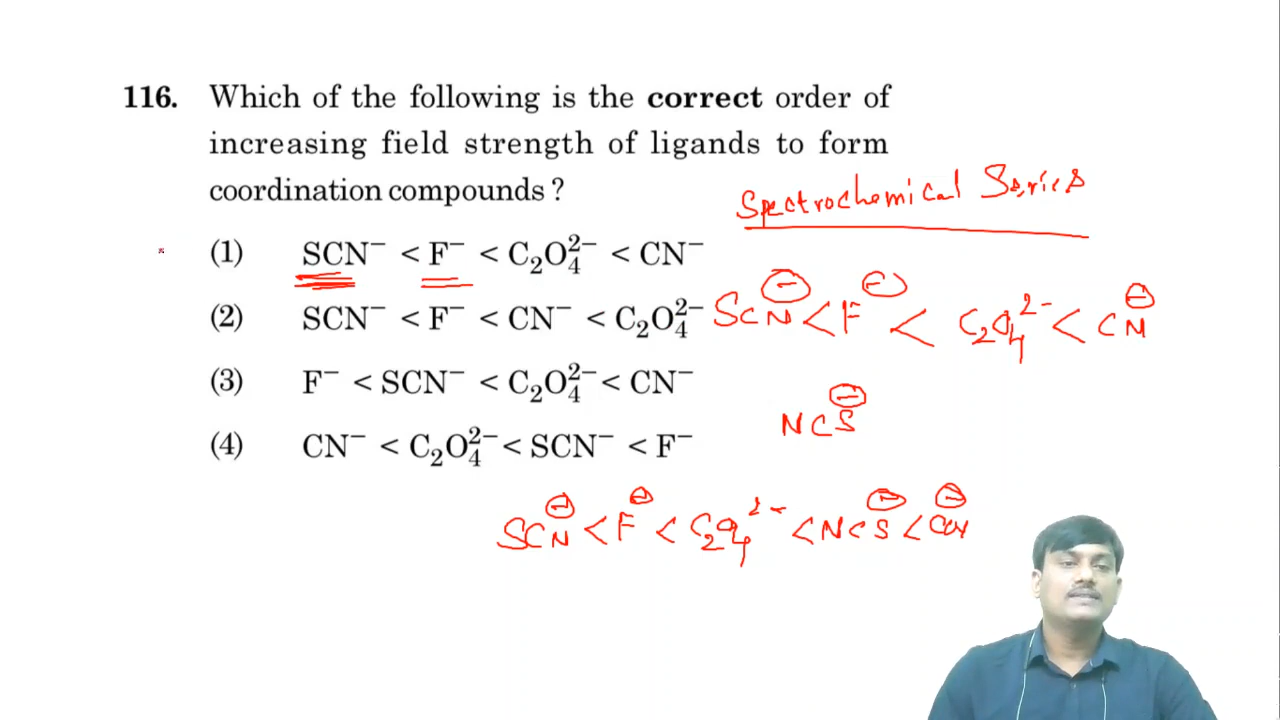 116. Which of the following is the correct order of
increasing field strength of ligands to form
coordination compounds ?
Spectrochemical Series
(1) SCN⁻ < F⁻ < C₂O₄²⁻ < CN⁻
(2) SCN⁻ < F⁻ < CN⁻ < C₂O₄²⁻
SCN⊖ < F⊖ < C₂O₄²⁻ < CN⊖
(3) F⁻ < SCN⁻ < C₂O₄²⁻ < CN⁻
NCS⊖
(4) CN⁻ < C₂O₄²⁻ < SCN⁻ < F⁻
SCN⊖ < F⊖ < C₂O₄²⁻ < NCS⊖ < CN⊖